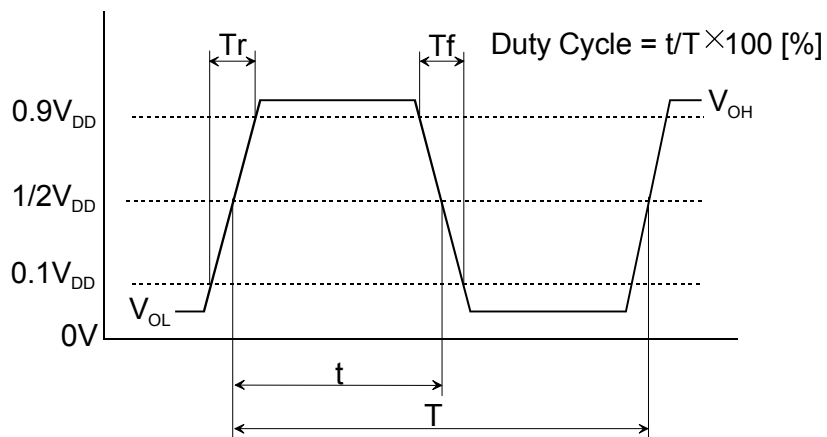 Tr
Tf
Duty Cycle = t/T×100 [%]
0.9V_DD
V_OH
1/2V_DD
0.1V_DD
V_OL
0V
t
T